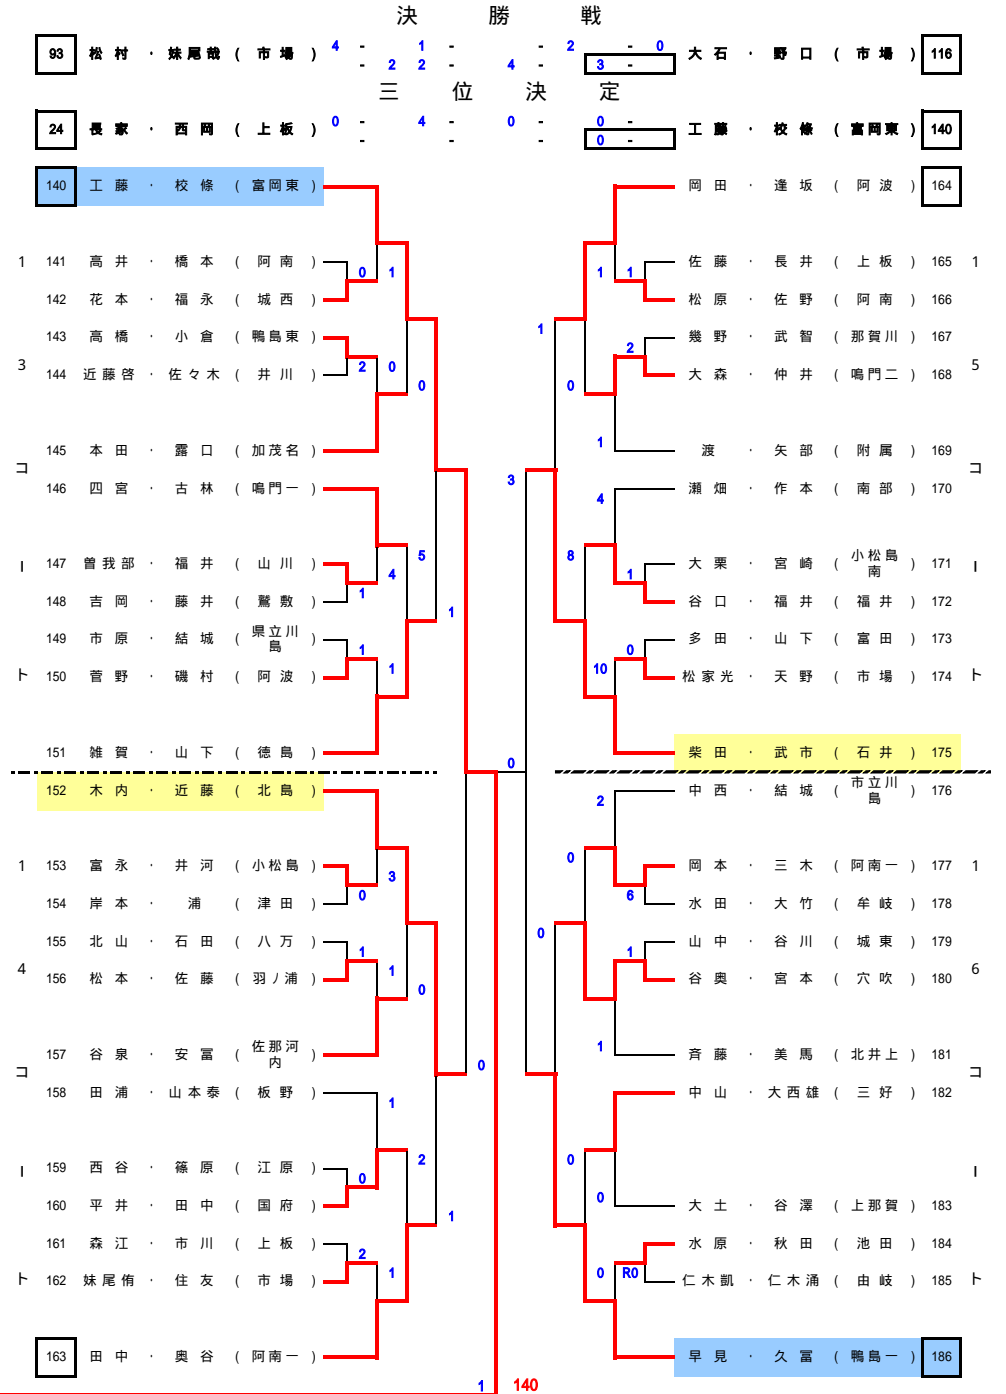 決 勝 戦
93 松村・妹尾哉(市場) 4 - 1 - - 2 - 0 大石・野口(市場) 116
- 2 2 - 4 - 3 -
三 位 決 定
24 長家・西岡(上板) 0 - 4 - 0 - 0 - 工藤・校條(富岡東) 140
- - - 0 -
140 工藤・校條(富岡東) 岡田・逢坂(阿波) 164
1 141 高井・橋本(阿南) 佐藤・長井(上板) 165 1
0 1 1 1
142 花本・福永(城西) 松原・佐野(阿南) 166
1
143 高橋・小倉(鴨島東) 幾野・武智(那賀川) 167
2
3 2 0 5
144 近藤啓・佐々木(井川) 大森・仲井(鳴門二) 168
0 0
1
145 本田・露口(加茂名) 渡・矢部(附属) 169
コ コ
3
146 四宮・古林(鳴門一) 瀬畑・作本(南部) 170
4
5 8
ー 147 曽我部・福井(山川) 大栗・宮崎(小松島南) 171 ー
4 1
1
148 吉岡・藤井(鷲敷) 谷口・福井(福井) 172
1
149 市原・結城(県立川島) 多田・山下(富田) 173
1 0
1 10
ト 150 菅野・磯村(阿波) 松家光・天野(市場) 174 ト
151 雑賀・山下(徳島) 柴田・武市(石井) 175
0
152 木内・近藤(北島) 中西・結城(市立川島) 176
2
0
1 153 富永・井河(小松島) 岡本・三木(阿南一) 177 1
3
0 6
154 岸本・浦(津田) 水田・大竹(牟岐) 178
0
155 北山・石田(八万) 山中・谷川(城東) 179
1 1
4 1 6
156 松本・佐藤(羽ノ浦) 谷奥・宮本(穴吹) 180
0
1
157 谷泉・安冨(佐那河内) 斉藤・美馬(北井上) 181
0
コ コ
158 田浦・山本泰(板野) 中山・大西雄(三好) 182
1
2 0
ー 159 西谷・篠原(江原) ー
0 0
160 平井・田中(国府) 大土・谷澤(上那賀) 183
1
161 森江・市川(上板) 水原・秋田(池田) 184
2
1 0 R0
ト 162 妹尾侑・住友(市場) 仁木凱・仁木涌(由岐) 185 ト
163 田中・奥谷(阿南一) 早見・久冨(鴨島一) 186
1 140